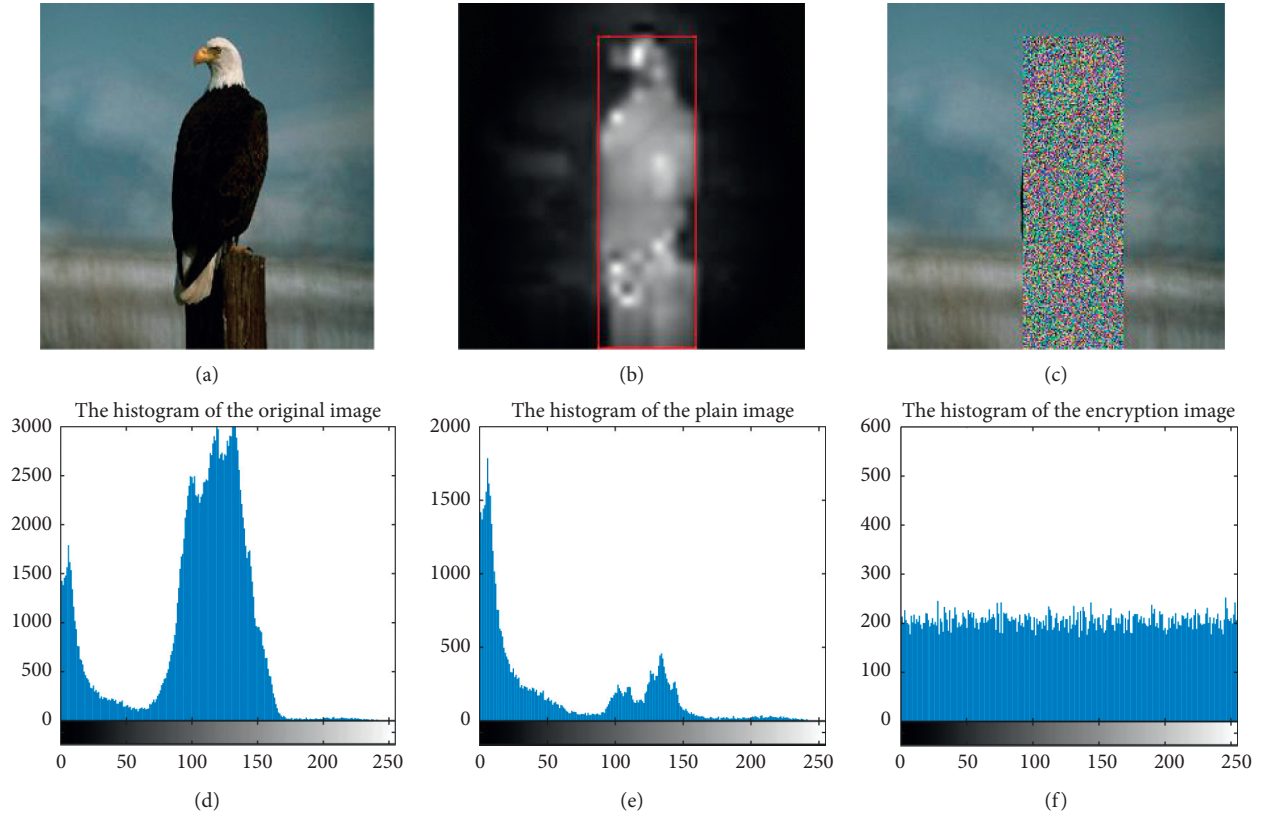 (a)
(b)
(c)
The histogram of the original image
3000
2500
2000
1500
1000
500
0
0 50 100 150 200 250
(d)
The histogram of the plain image
2000
1500
1000
500
0
0 50 100 150 200 250
(e)
The histogram of the encryption image
600
500
400
300
200
100
0
0 50 100 150 200 250
(f)